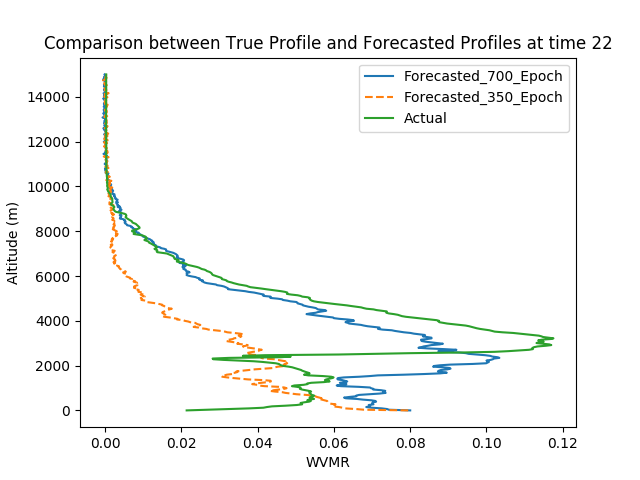 Comparison between True Profile and Forecasted Profiles at time 22
Forecasted_700_Epoch
Forecasted_350_Epoch
Actual
Altitude (m)
14000
12000
10000
8000
6000
4000
2000
0
0.00 0.02 0.04 0.06 0.08 0.10 0.12
WVMR